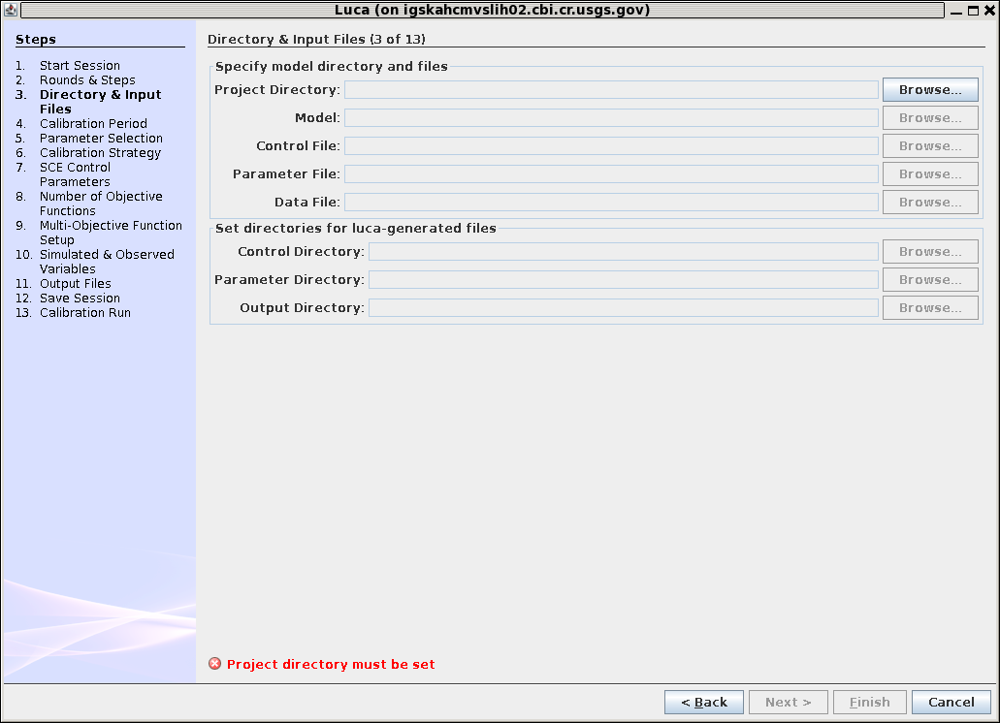 Luca (on igskahcmvslih02.cbi.cr.usgs.gov)
Steps
1. Start Session
2. Rounds & Steps
3. Directory & Input
Files
4. Calibration Period
5. Parameter Selection
6. Calibration Strategy
7. SCE Control
Parameters
8. Number of Objective
Functions
9. Multi-Objective Function
Setup
10. Simulated & Observed
Variables
11. Output Files
12. Save Session
13. Calibration Run
Directory & Input Files (3 of 13)
Specify model directory and files
Project Directory: Browse...
Model: Browse...
Control File: Browse...
Parameter File: Browse...
Data File: Browse...
Set directories for luca-generated files
Control Directory: Browse...
Parameter Directory: Browse...
Output Directory: Browse...
Project directory must be set
< Back Next > Finish Cancel